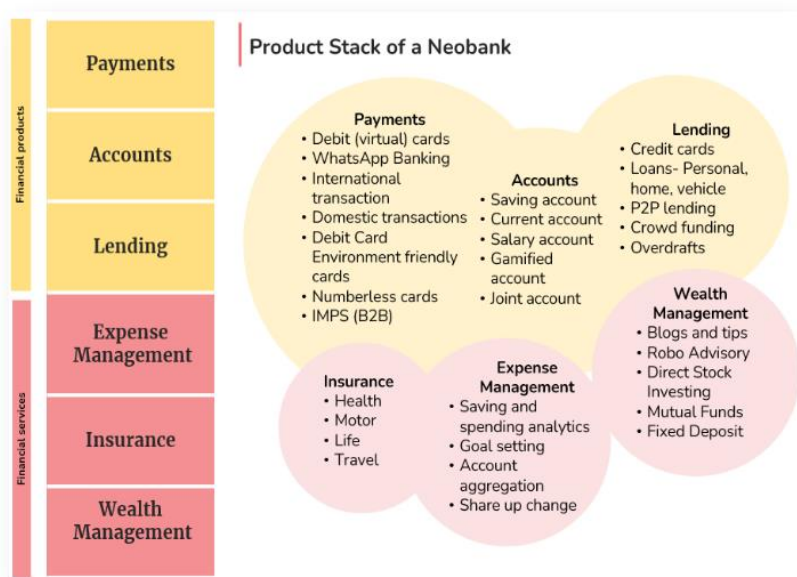 Financial products
Payments
Accounts
Lending
Financial services
Expense
Management
Insurance
Wealth
Management
Product Stack of a Neobank
Payments
• Debit (virtual) cards
• WhatsApp Banking
• International
transaction
• Domestic transactions
• Debit Card
Environment friendly
cards
• Numberless cards
• IMPS (B2B)
Accounts
• Saving account
• Current account
• Salary account
• Gamified
account
• Joint account
Lending
• Credit cards
• Loans- Personal,
home, vehicle
• P2P lending
• Crowd funding
• Overdrafts
Insurance
• Health
• Motor
• Life
• Travel
Expense
Management
• Saving and
spending analytics
• Goal setting
• Account
aggregation
• Share up change
Wealth
Management
• Blogs and tips
• Robo Advisory
• Direct Stock
Investing
• Mutual Funds
• Fixed Deposit